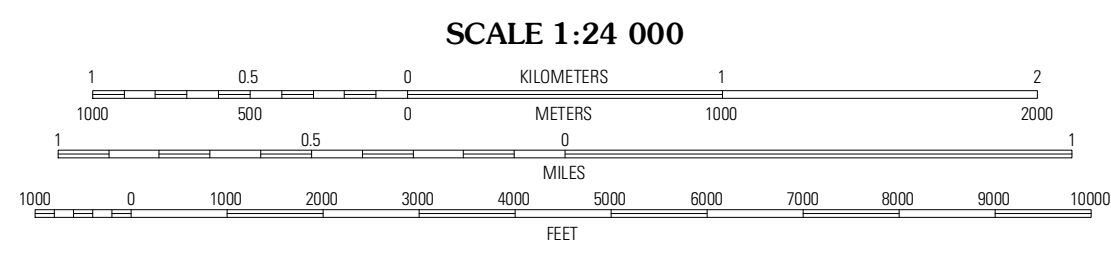 SCALE 1:24 000
1 0.5 0 KILOMETERS 1 2
1000 500 0 METERS 1000 2000
1 0.5 0 1
MILES
1000 0 1000 2000 3000 4000 5000 6000 7000 8000 9000 10000
FEET